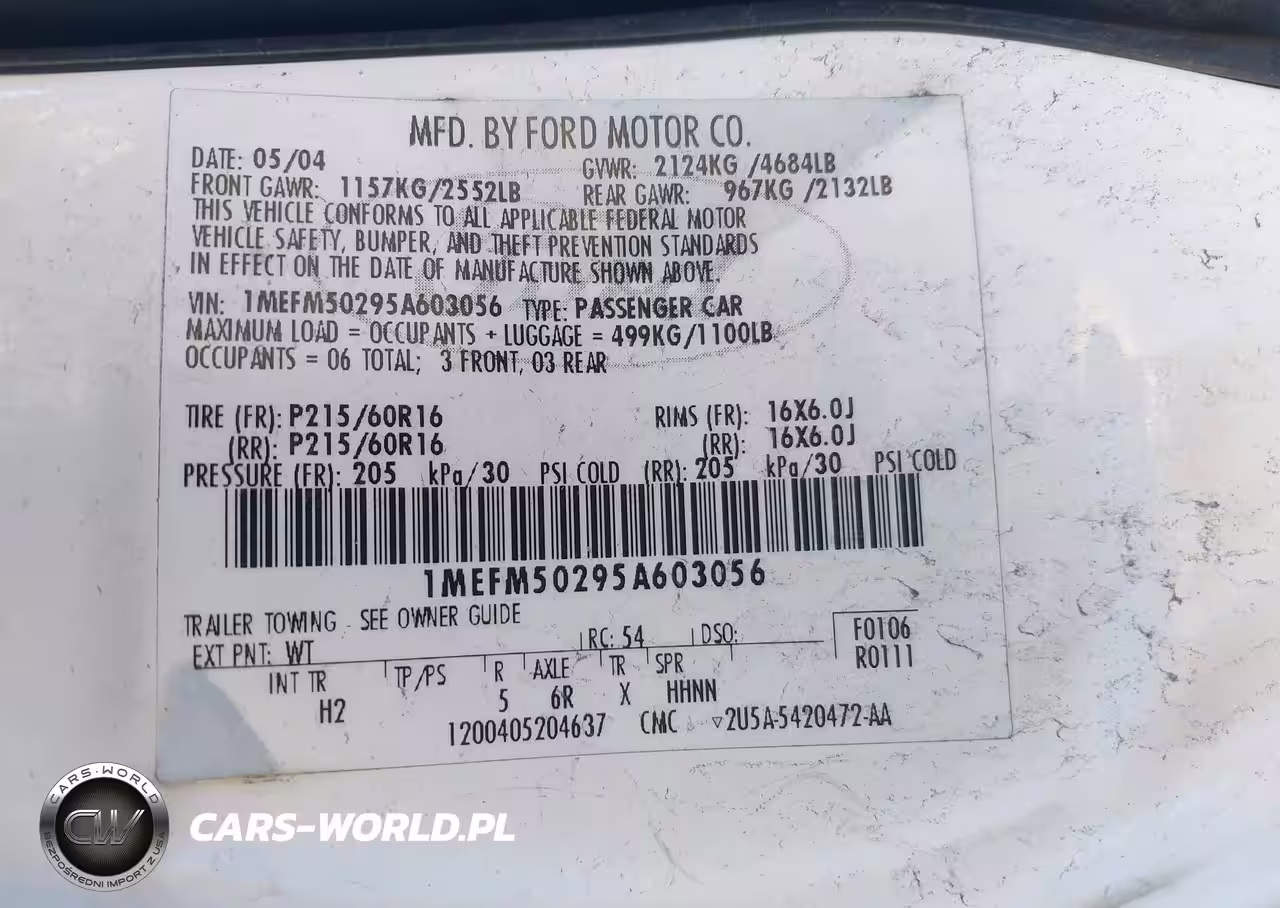 MFD. BY FORD MOTOR CO.
DATE: 05/04 GVWR: 2124KG /4684LB
FRONT GAWR: 1157KG/2552LB REAR GAWR: 967KG /2132LB
THIS VEHICLE CONFORMS TO ALL APPLICABLE FEDERAL MOTOR
VEHICLE SAFETY, BUMPER, AND THEFT PREVENTION STANDARDS
IN EFFECT ON THE DATE OF MANUFACTURE SHOWN ABOVE.
VIN: 1MEFM50295A603056 TYPE: PASSENGER CAR
MAXIMUM LOAD = OCCUPANTS + LUGGAGE = 499KG/1100LB
OCCUPANTS = 06 TOTAL; 3 FRONT, 03 REAR
TIRE (FR): P215/60R16 RIMS (FR): 16X6.0J
(RR): P215/60R16 (RR): 16X6.0J
PRESSURE (FR): 205 kPa/30 PSI COLD (RR): 205 kPa/30 PSI COLD
1MEFM50295A603056
TRAILER TOWING - SEE OWNER GUIDE
EXT PNT: WT RC: 54 DSO: F0106
R0111
INT TR TP/PS R AXLE TR SPR
H2 5 6R X HHNN
1200405204637 CMC ▽2U5A-5420472-AA
CARS-WORLD
CW
BEZPOŚREDNI IMPORT Z USA
CARS-WORLD.PL